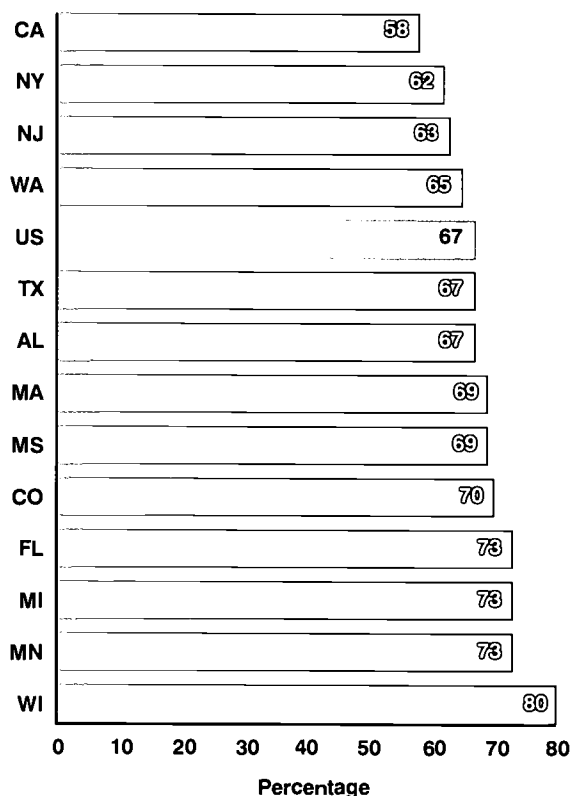 CA 58
NY 62
NJ 63
WA 65
US 67
TX 67
AL 67
MA 69
MS 69
CO 70
FL 73
MI 73
MN 73
WI 80
0 10 20 30 40 50 60 70 80
Percentage